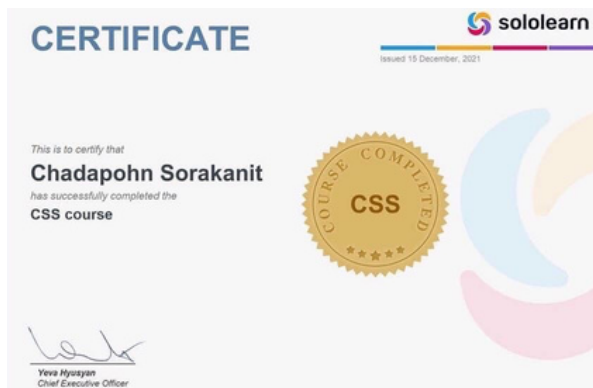 CERTIFICATE
sololearn
Issued 15 December, 2021
This is to certify that
Chadapohn Sorakanit
has successfully completed the
CSS course
COURSE COMPLETED
CSS
Yeva Hyusyan
Chief Executive Officer